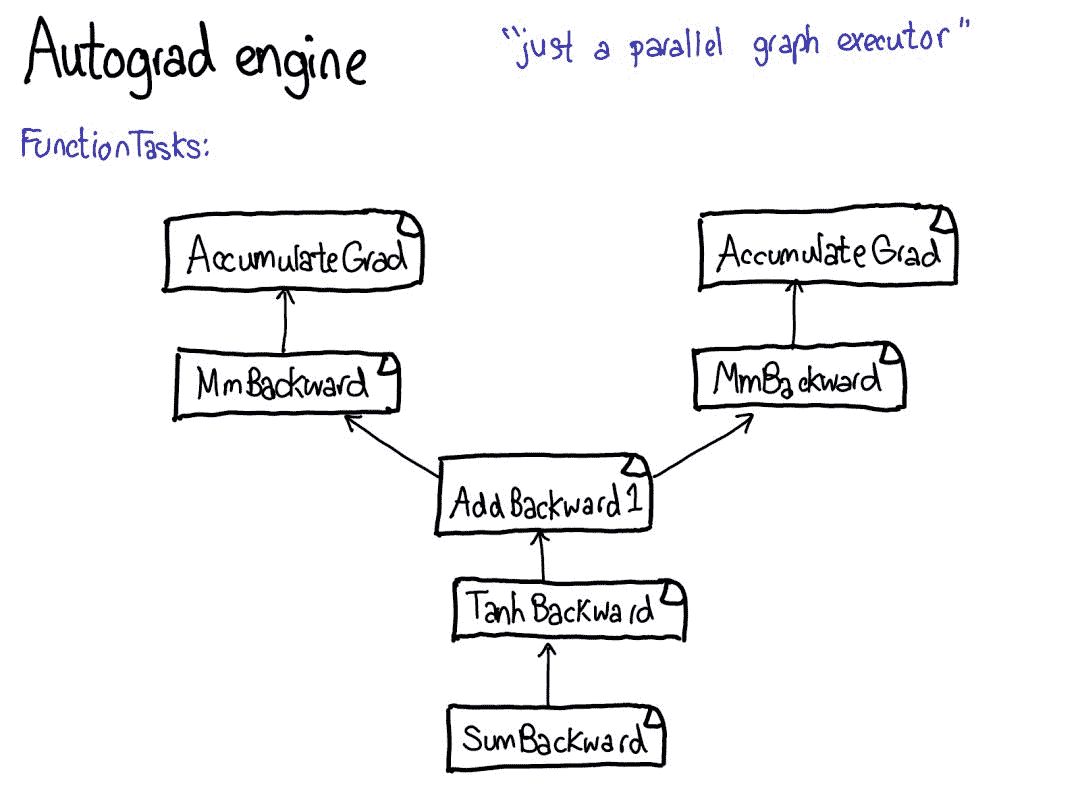 Autograd engine
"just a parallel graph executor"
FunctionTasks:
AccumulateGrad
AccumulateGrad
MmBackward
MmBackward
AddBackward1
TanhBackward
SumBackward